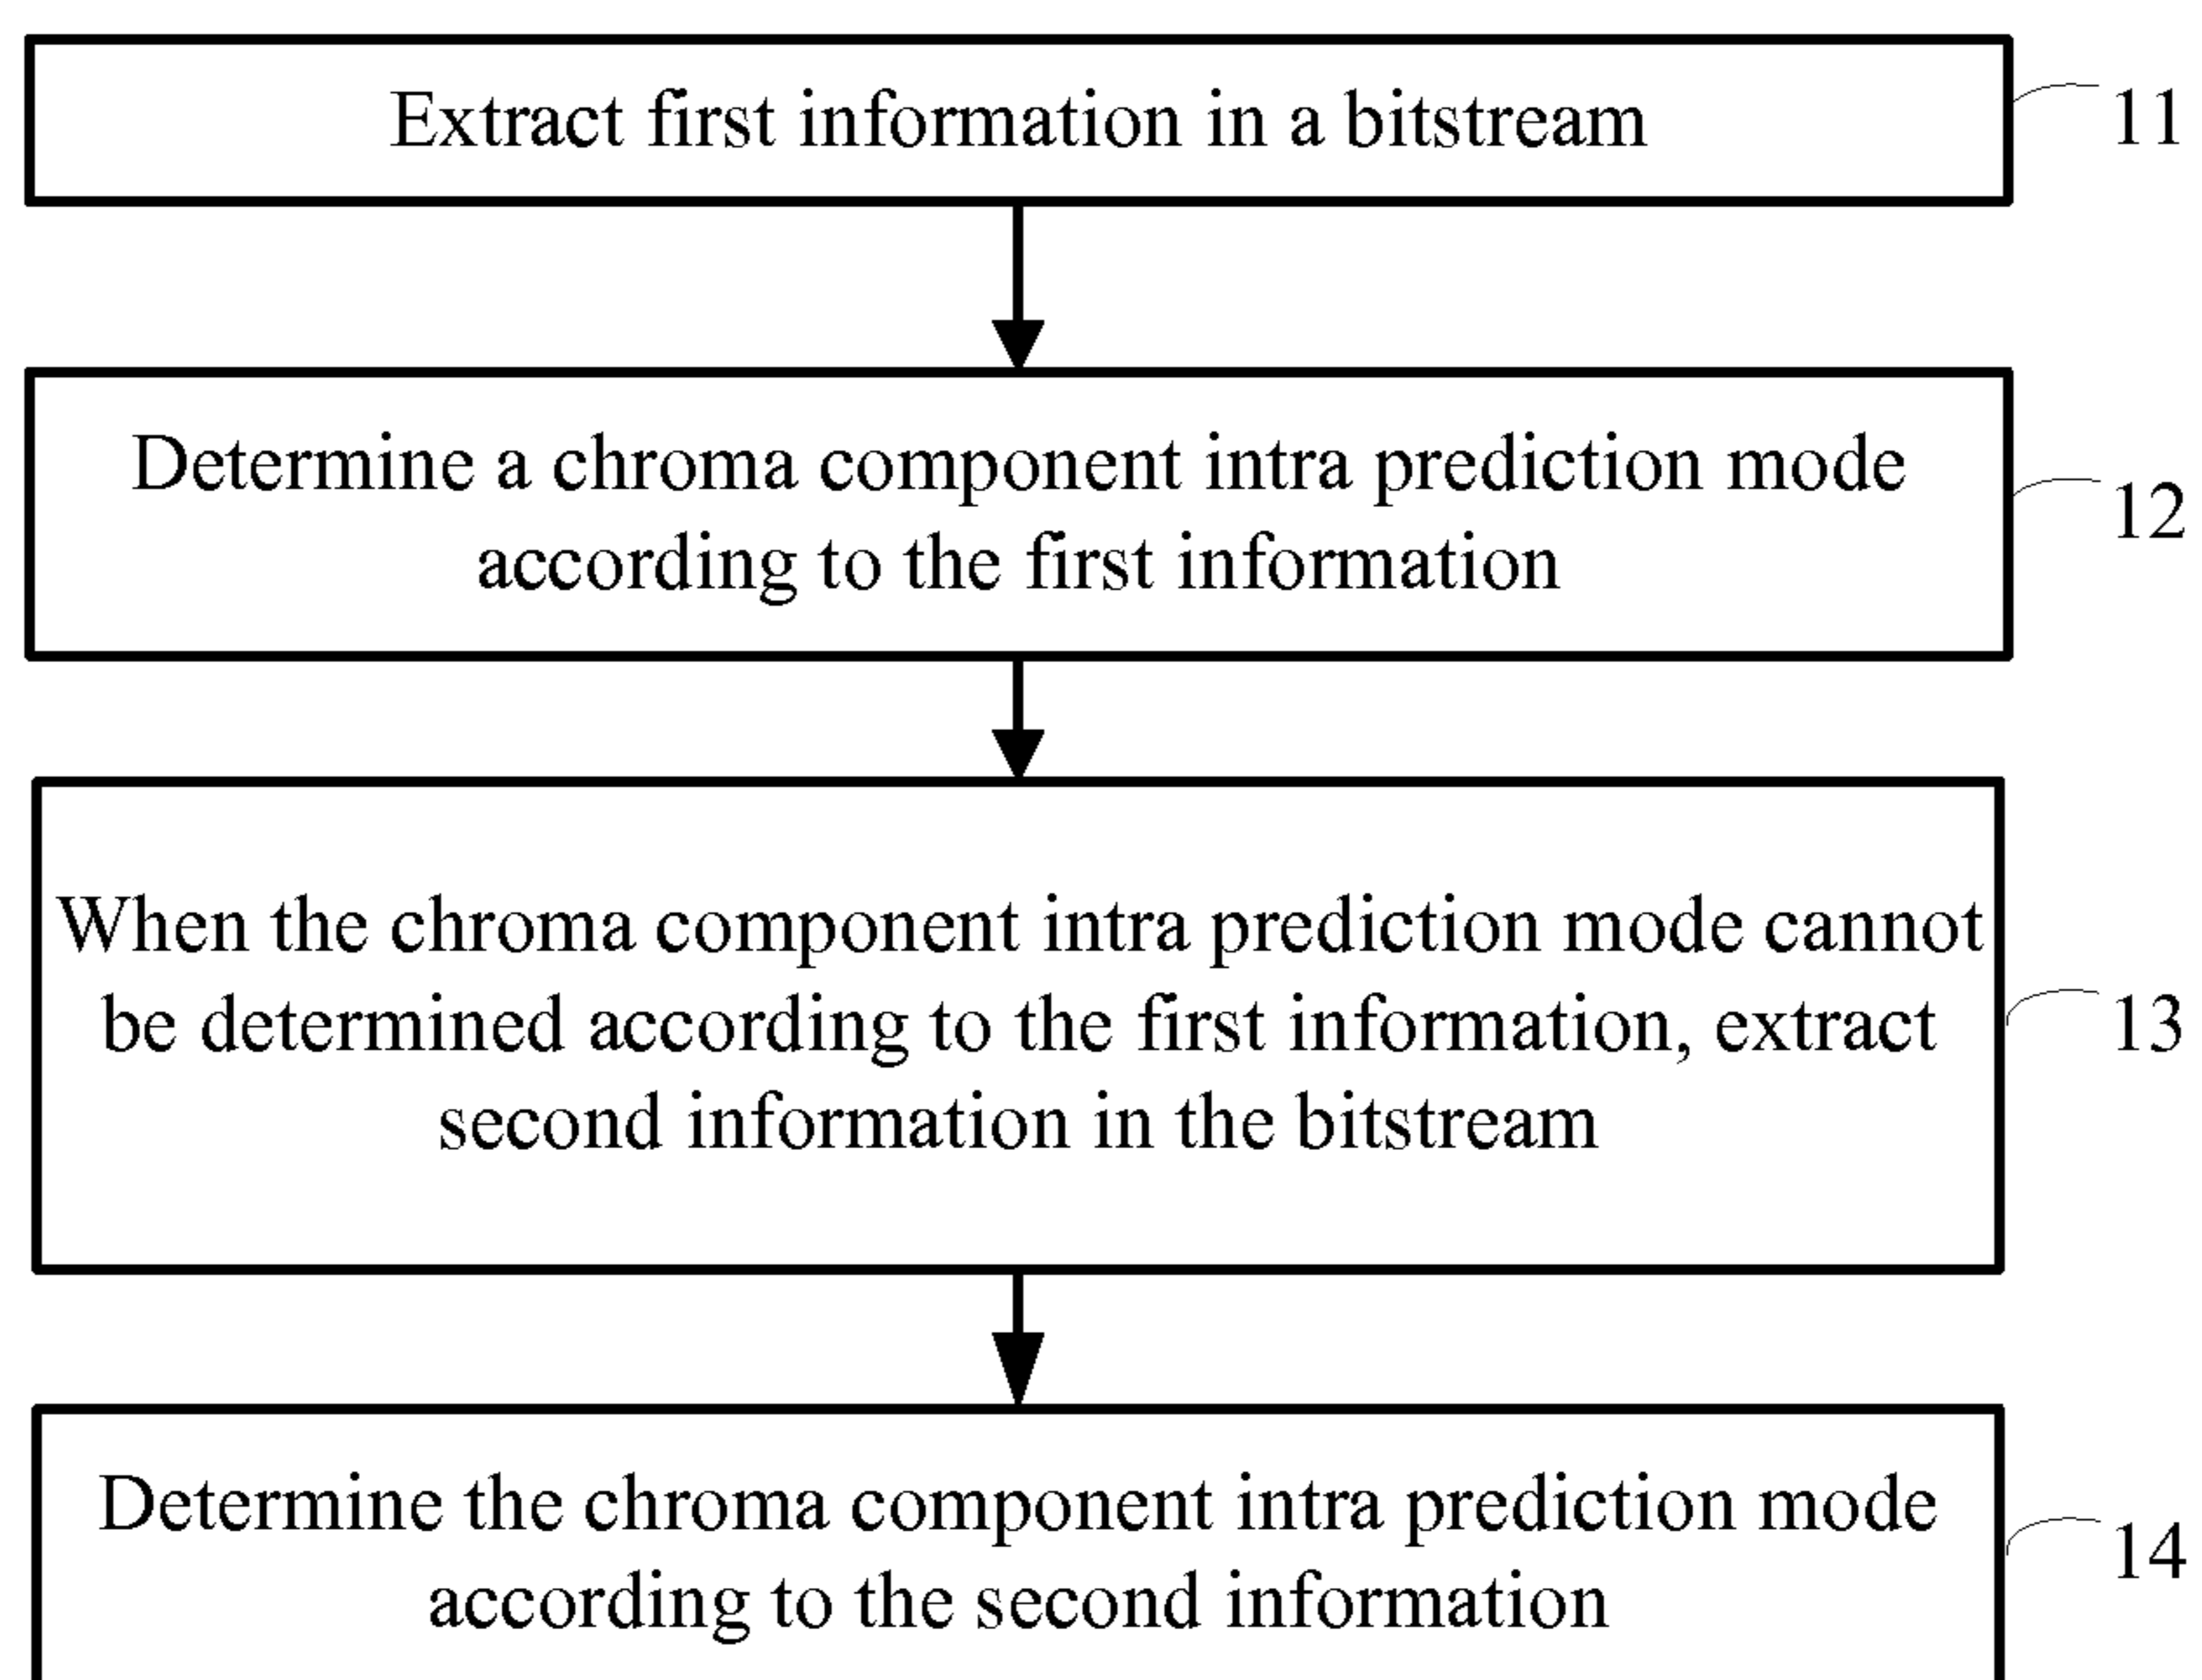 Extract first information in a bitstream
11
Determine a chroma component intra prediction mode
according to the first information
12
When the chroma component intra prediction mode cannot
be determined according to the first information, extract
second information in the bitstream
13
Determine the chroma component intra prediction mode
according to the second information
14